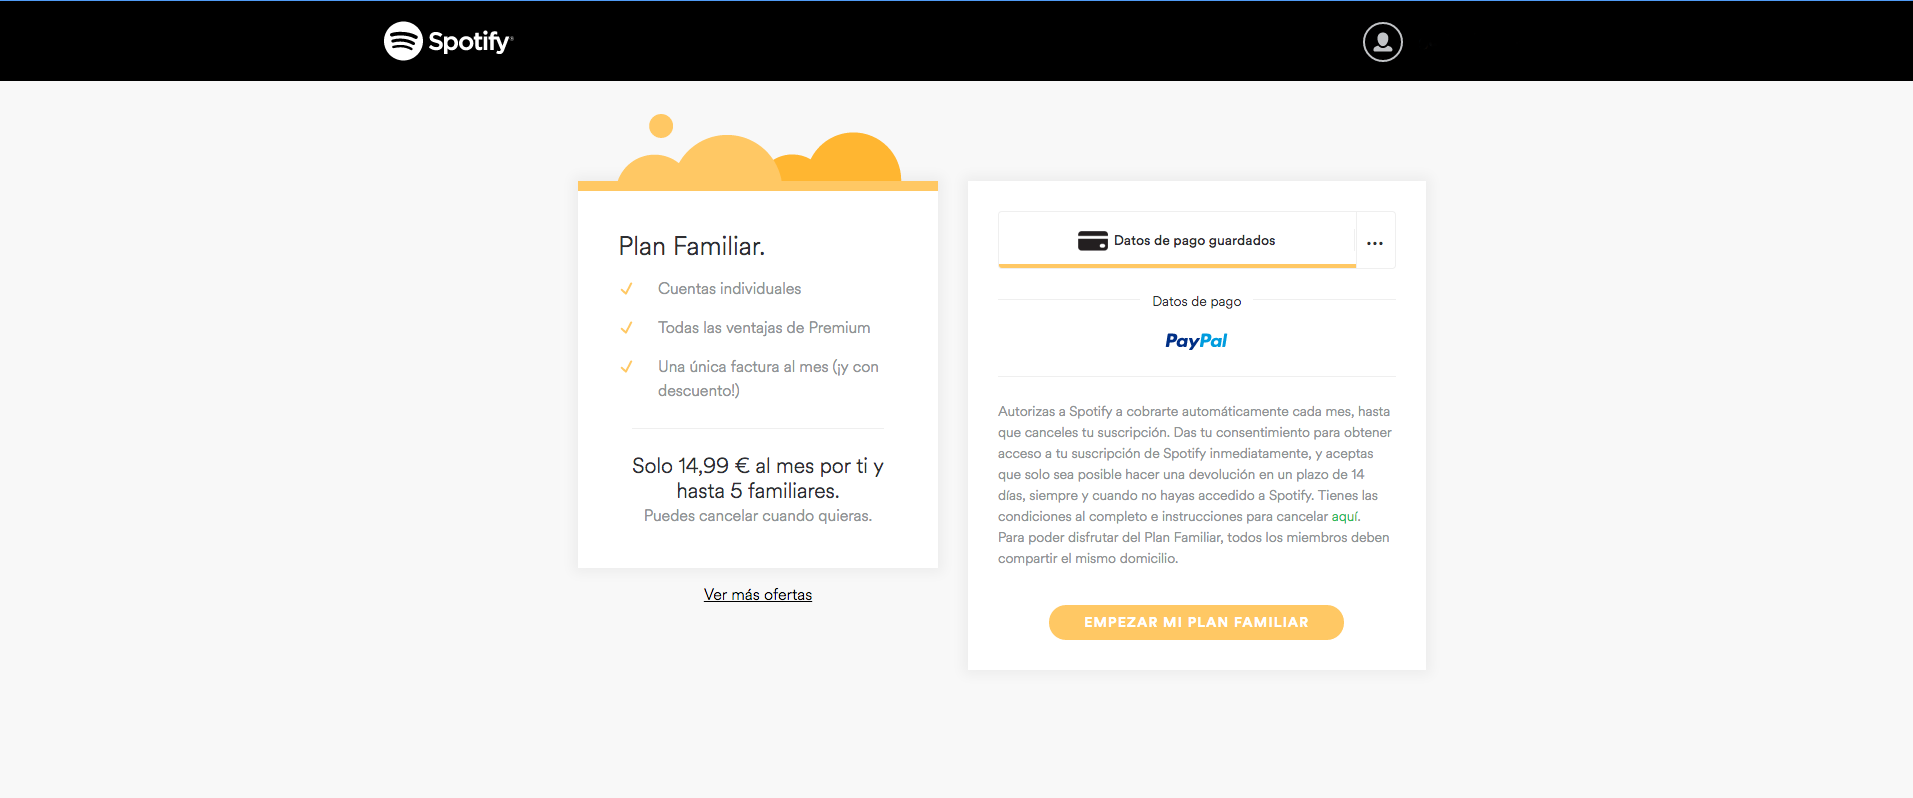 Spotify®
Plan Familiar.
Cuentas individuales
Todas las ventajas de Premium
Una única factura al mes (¡y con
descuento!)
Solo 14,99 € al mes por ti y
hasta 5 familiares.
Puedes cancelar cuando quieras.
Ver más ofertas
Datos de pago guardados
...
Datos de pago
PayPal
Autorizas a Spotify a cobrarte automáticamente cada mes, hasta
que canceles tu suscripción. Das tu consentimiento para obtener
acceso a tu suscripción de Spotify inmediatamente, y aceptas
que solo sea posible hacer una devolución en un plazo de 14
días, siempre y cuando no hayas accedido a Spotify. Tienes las
condiciones al completo e instrucciones para cancelar aquí.
Para poder disfrutar del Plan Familiar, todos los miembros deben
compartir el mismo domicilio.
EMPEZAR MI PLAN FAMILIAR